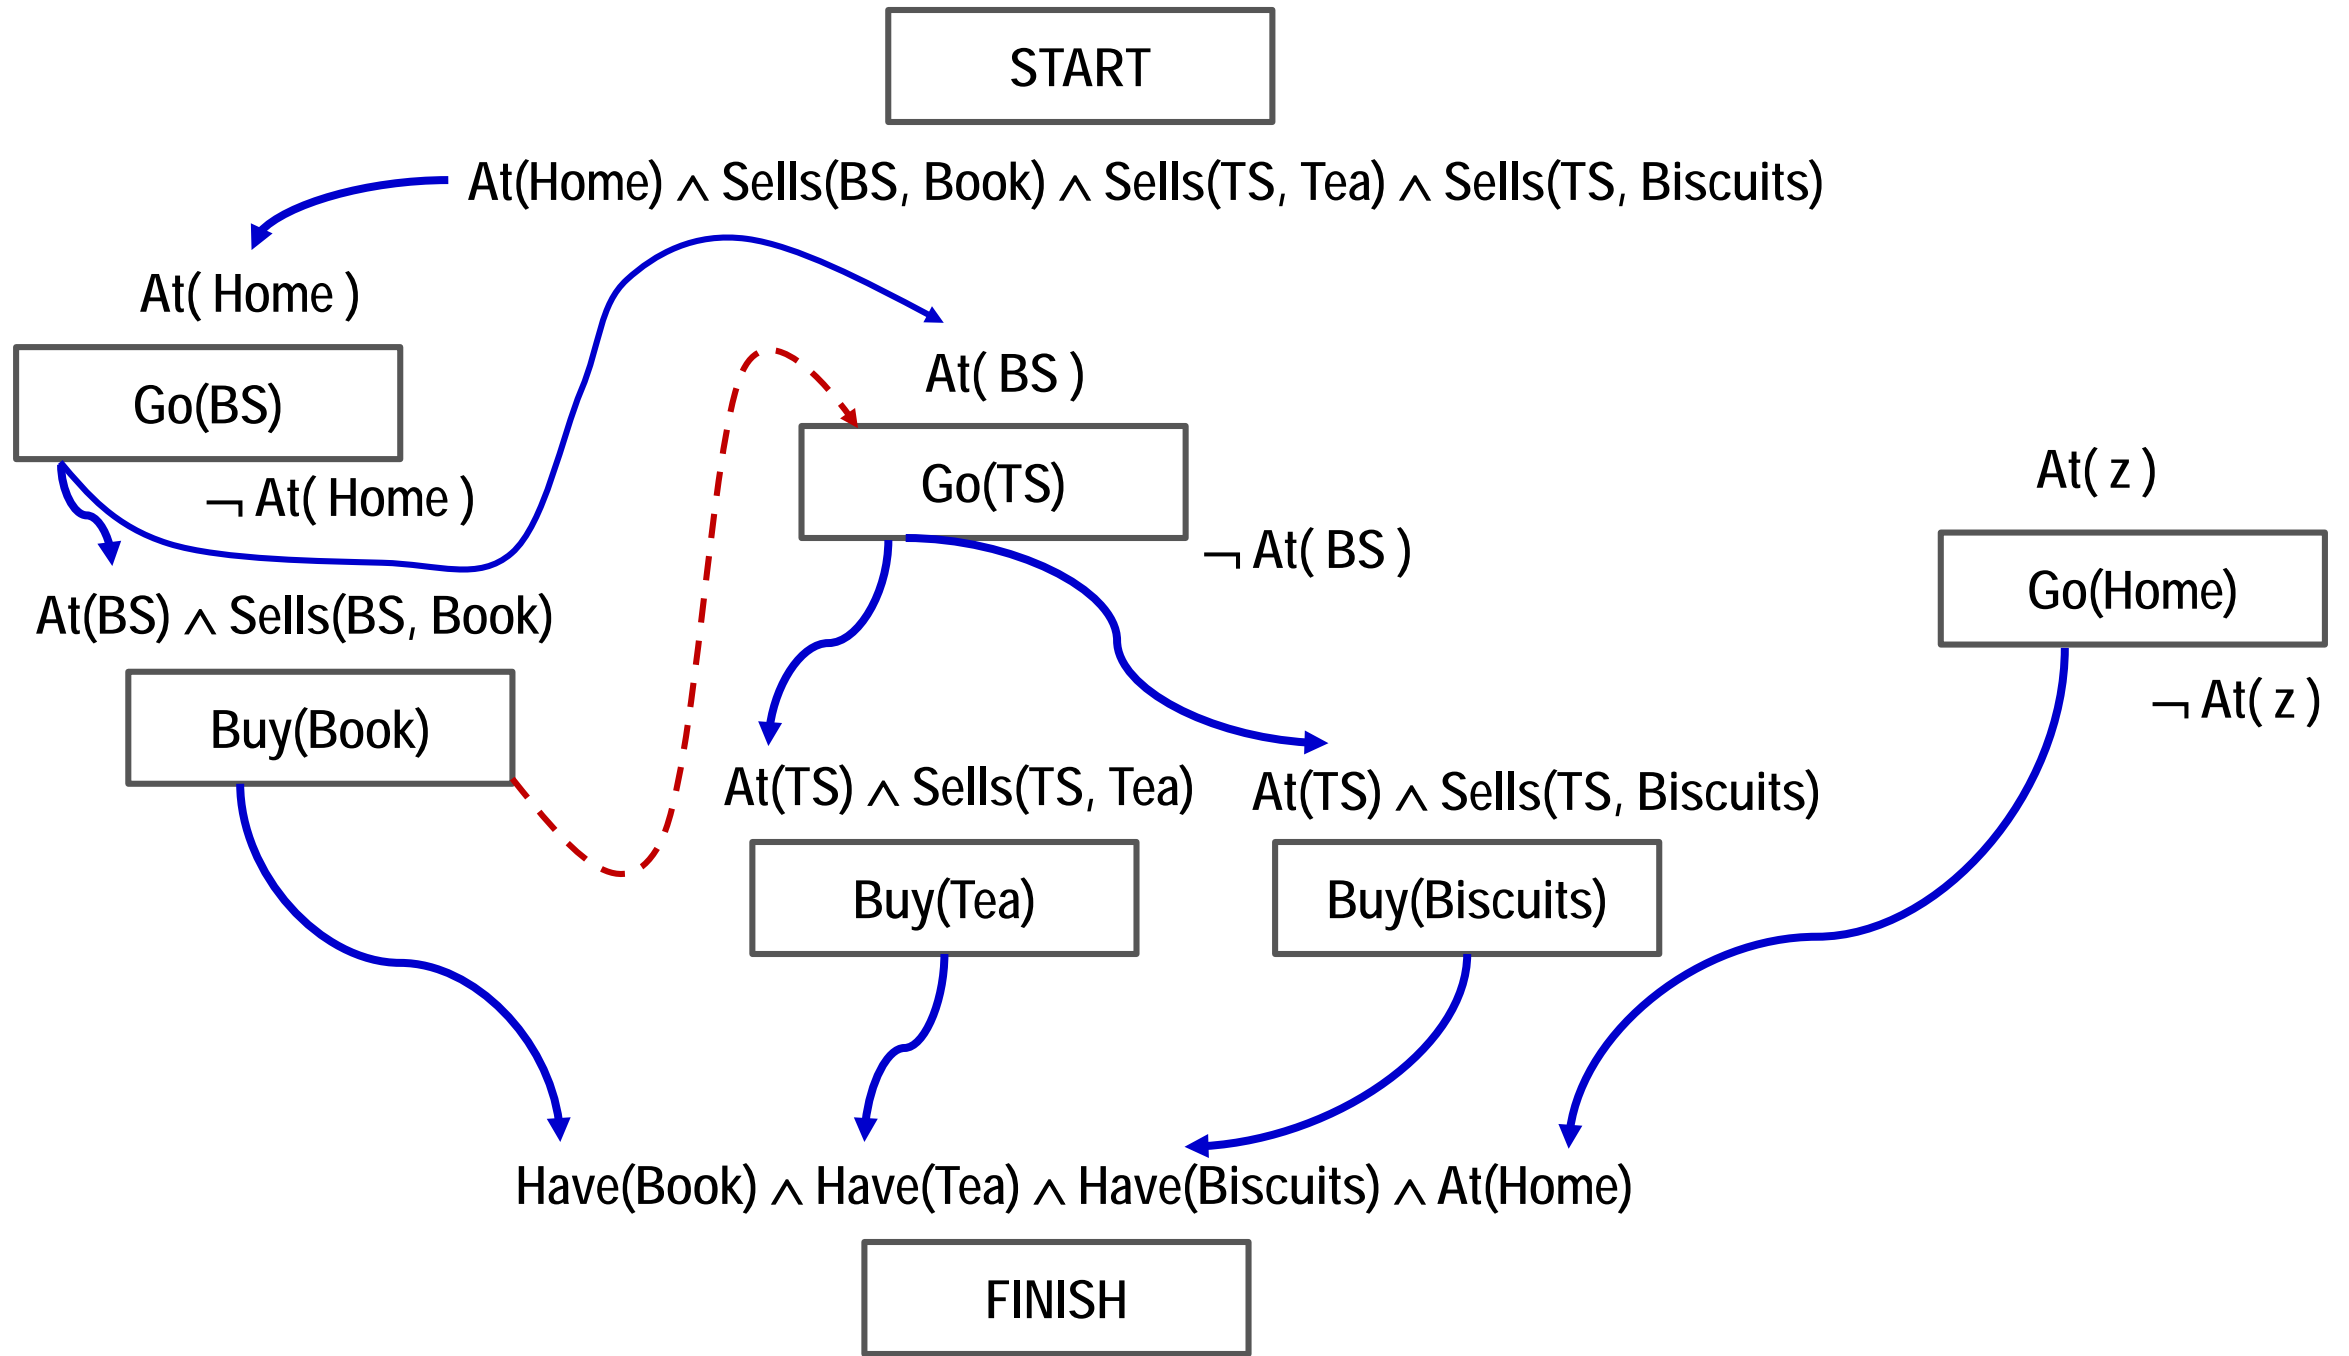 START
At(Home) ∧ Sells(BS, Book) ∧ Sells(TS, Tea) ∧ Sells(TS, Biscuits)
At( Home )
Go(BS)
¬ At( Home )
At( BS )
Go(TS)
¬ At( BS )
At( z )
Go(Home)
¬ At( z )
At(BS) ∧ Sells(BS, Book)
Buy(Book)
At(TS) ∧ Sells(TS, Tea)
Buy(Tea)
At(TS) ∧ Sells(TS, Biscuits)
Buy(Biscuits)
Have(Book) ∧ Have(Tea) ∧ Have(Biscuits) ∧ At(Home)
FINISH